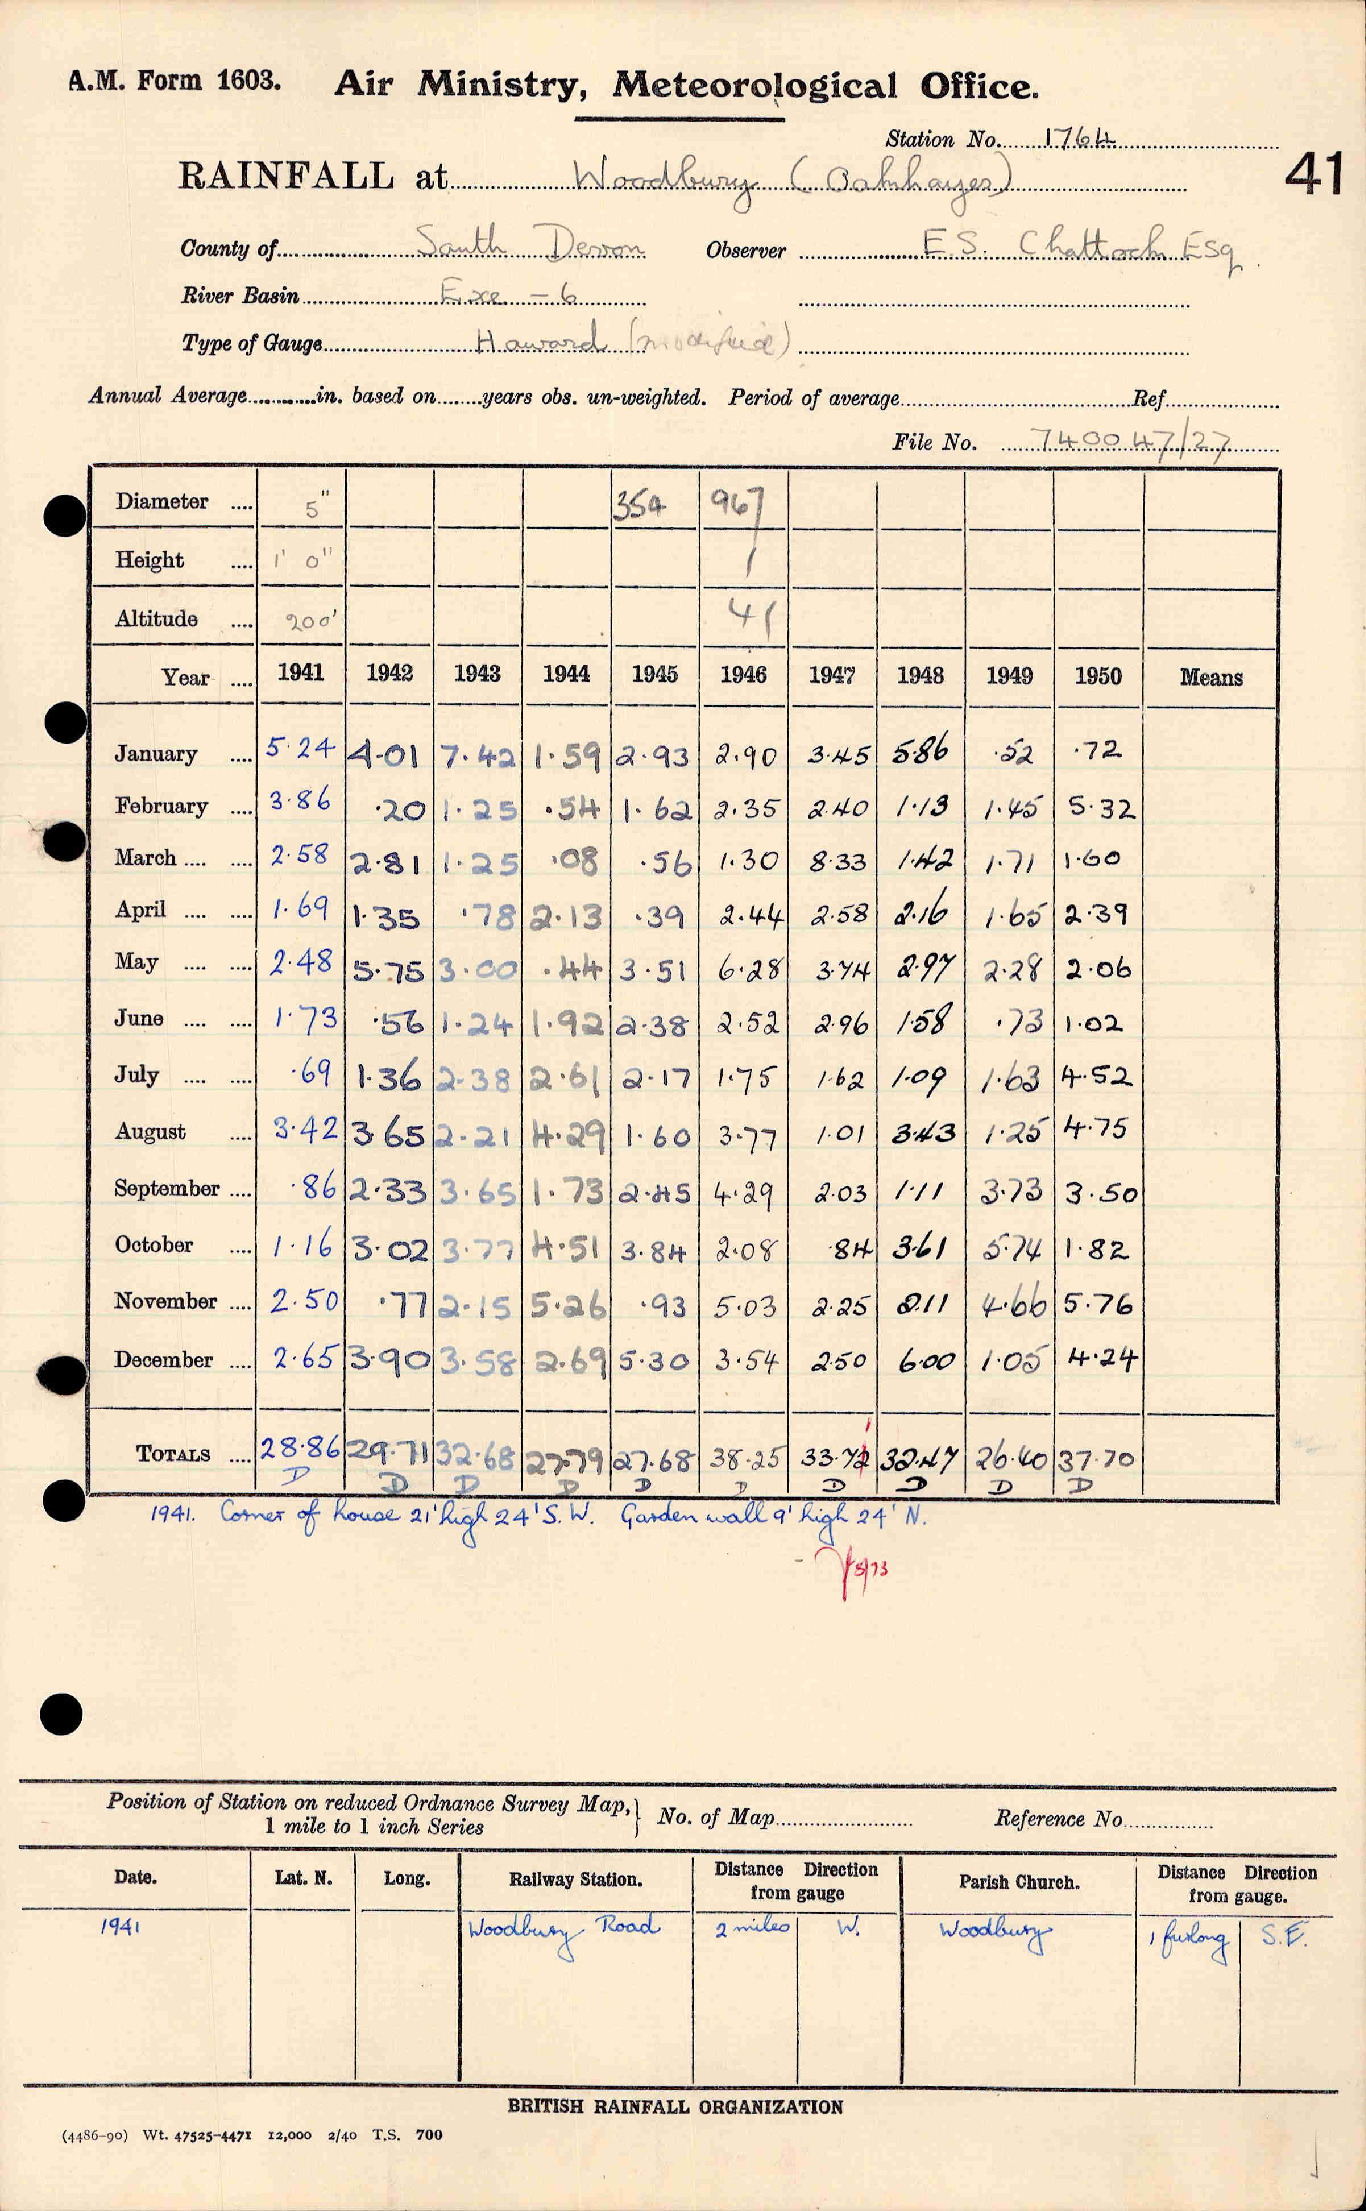 A.M. Form 1603. Air Ministry, Meteorological Office.
Station No. 1764
41
RAINFALL at Woodbury (Oakhayes)
County of South Devon Observer E.S. Chattock Esq.
River Basin Exe - 6
Type of Gauge Howard (modified)
Annual Average in. based on years obs. un-weighted. Period of average Ref
File No. 740047/27
Diameter .... 5" 354 967
Height .... 1' 0" 1
Altitude .... 200' 41
Year .... 1941 1942 1943 1944 1945 1946 1947 1948 1949 1950 Means
January .... 5.24 4.01 7.42 1.59 2.93 2.90 3.45 5.86 .52 .72
February .... 3.86 .20 1.25 .54 1.62 2.35 2.40 1.13 1.45 5.32
March .... .... 2.58 2.81 1.25 .08 .56 1.30 8.33 1.42 1.71 1.60
April .... .... 1.69 1.35 .78 2.13 .39 2.44 2.58 2.16 1.65 2.39
May .... .... 2.48 5.75 3.00 .44 3.51 6.28 3.74 2.97 2.28 2.06
June .... .... 1.73 .56 1.24 1.92 2.38 2.52 2.96 1.58 .73 1.02
July .... .... .69 1.36 2.38 2.61 2.17 1.75 1.62 1.09 1.63 4.52
August .... 3.42 3.65 2.21 4.29 1.60 3.77 1.01 3.43 1.25 4.75
September .... .86 2.33 3.65 1.73 2.45 4.29 2.03 1.11 3.73 3.50
October .... 1.16 3.02 3.77 4.51 3.84 2.08 .84 3.61 5.74 1.82
November .... 2.50 .77 2.15 5.26 .93 5.03 2.25 2.11 4.66 5.76
December .... 2.65 3.90 3.58 2.69 5.30 3.54 2.50 6.00 1.05 4.24
TOTALS .... 28.86 29.71 32.68 27.79 27.68 38.25 33.71 32.47 26.40 37.70
D D D D D D D D D D
1941. Corner of house 21' high 24' S.W. Garden wall 9' high 24' N.
5/73
Position of Station on reduced Ordnance Survey Map, 1 mile to 1 inch Series } No. of Map Reference No.
Date. Lat. N. Long. Railway Station. Distance Direction from gauge Parish Church. Distance Direction from gauge.
1941 Woodbury Road 2 miles W. Woodbury 1 furlong S.E.
BRITISH RAINFALL ORGANIZATION
(4486-90) Wt. 47525-4471 12,000 2/40 T.S. 700